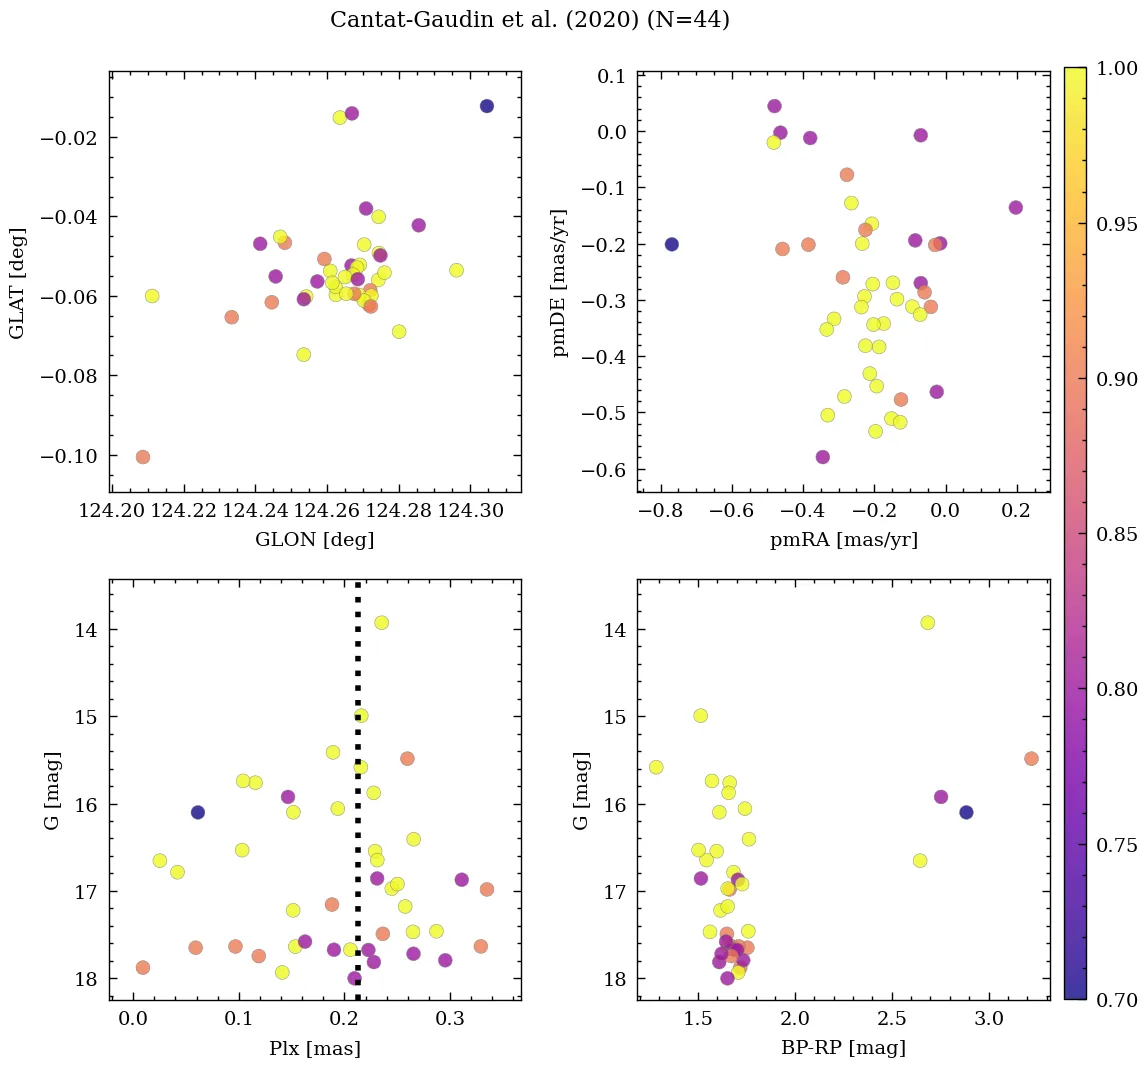 Cantat-Gaudin et al. (2020) (N=44)
−0.02
−0.04
−0.06
−0.08
−0.10
GLAT [deg]
124.20 124.22 124.24 124.26 124.28 124.30
GLON [deg]
0.1
0.0
−0.1
−0.2
−0.3
−0.4
−0.5
−0.6
pmDE [mas/yr]
−0.8 −0.6 −0.4 −0.2 0.0 0.2
pmRA [mas/yr]
1.00
0.95
0.90
0.85
0.80
0.75
0.70
14
15
16
17
18
G [mag]
0.0 0.1 0.2 0.3
Plx [mas]
14
15
16
17
18
G [mag]
1.5 2.0 2.5 3.0
BP-RP [mag]